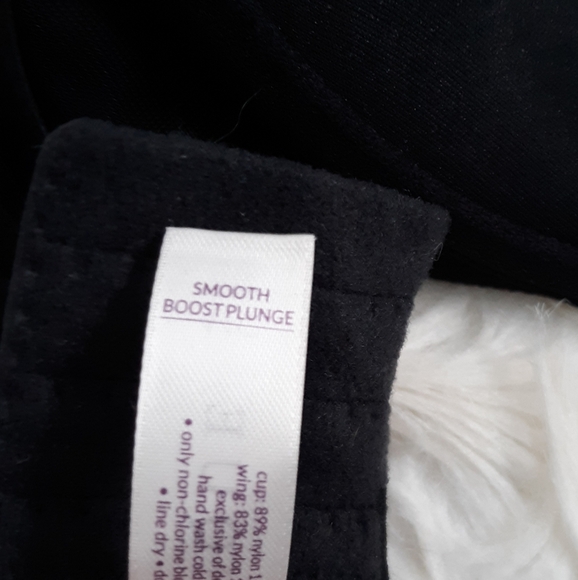 SMOOTH
BOOST PLUNGE
cup: 89% nylon 1
wing: 83% nylon
exclusive of
hand wash cold
• only non-chlorine
• line dry •